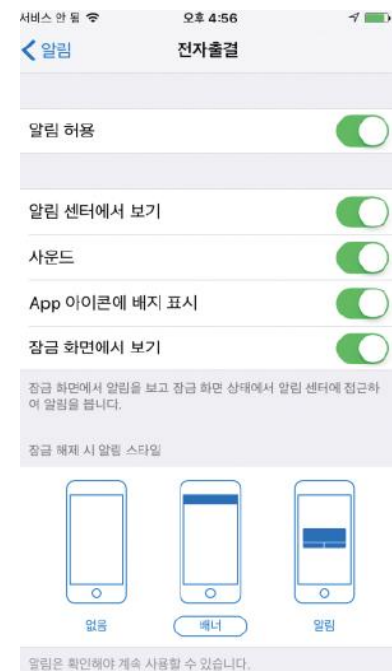 서비스 안 됨 오후 4:56
알림 전자출결
알림 허용
알림 센터에서 보기
사운드
App 아이콘에 배지 표시
잠금 화면에서 보기
잠금 화면에서 알림을 보고 잠금 화면 상태에서 알림 센터에 접근하
여 알림을 봅니다.
잠금 해제 시 알림 스타일
없음 배너 알림
알림은 확인해야 계속 사용할 수 있습니다.